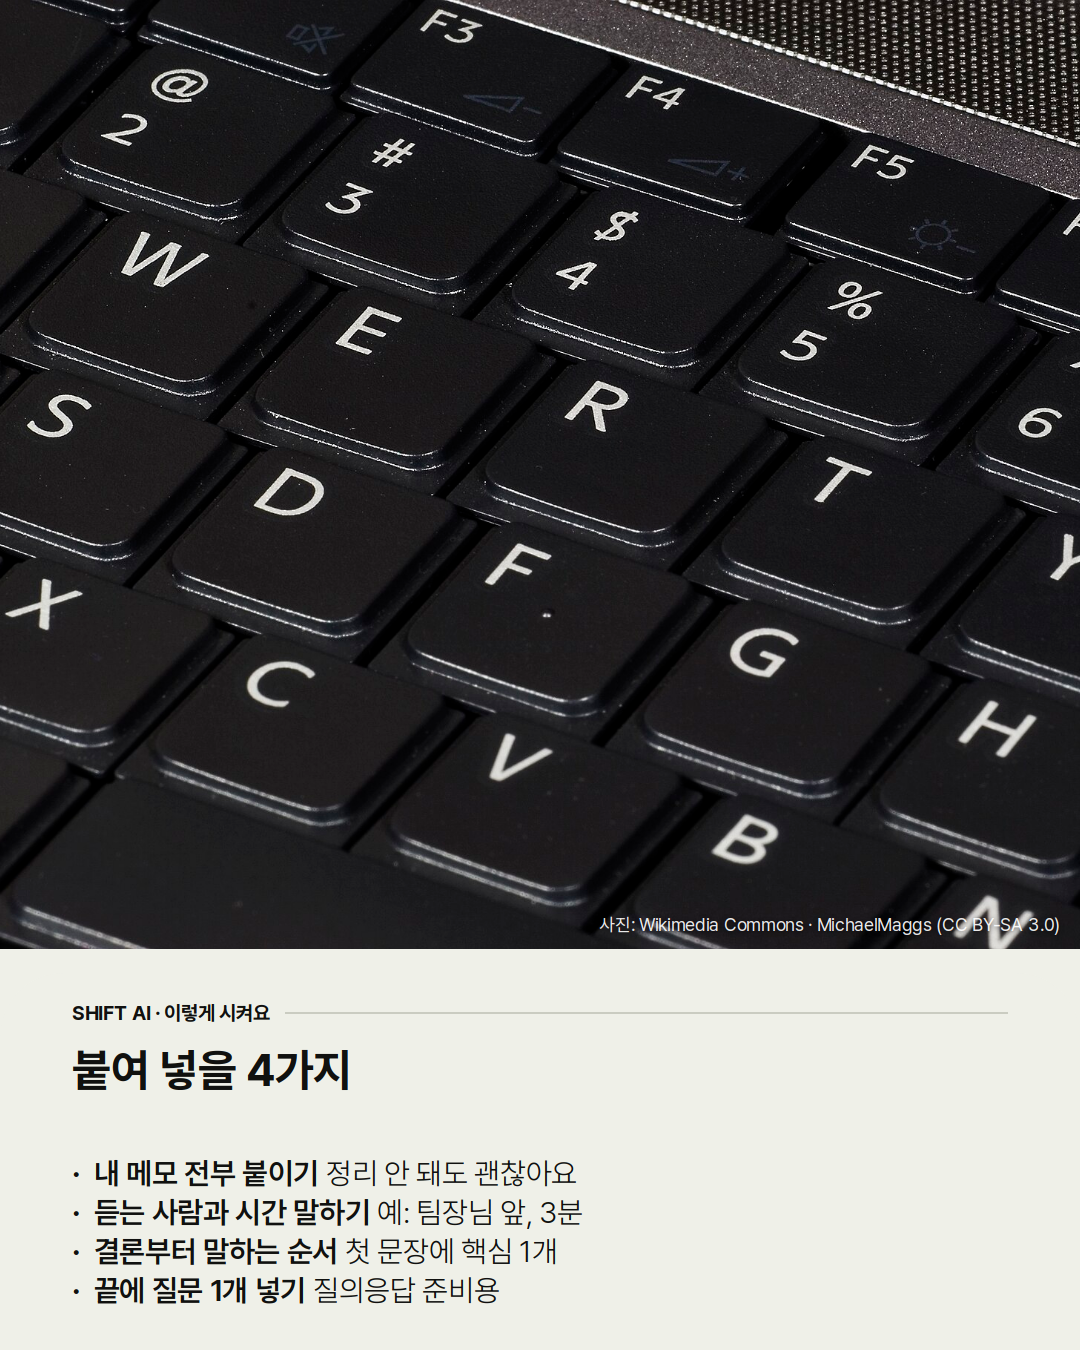 F3
@
2
#
3
F4
$
4
F5
%
5
6
W
E
R
T
Y
S
D
F
G
H
X
C
V
B
N
사진: Wikimedia Commons · MichaelMaggs (CC BY-SA 3.0)
SHIFT AI · 이렇게 시켜요
붙여 넣을 4가지
· 내 메모 전부 붙이기 정리 안 돼도 괜찮아요
· 듣는 사람과 시간 말하기 예: 팀장님 앞, 3분
· 결론부터 말하는 순서 첫 문장에 핵심 1개
· 끝에 질문 1개 넣기 질의응답 준비용